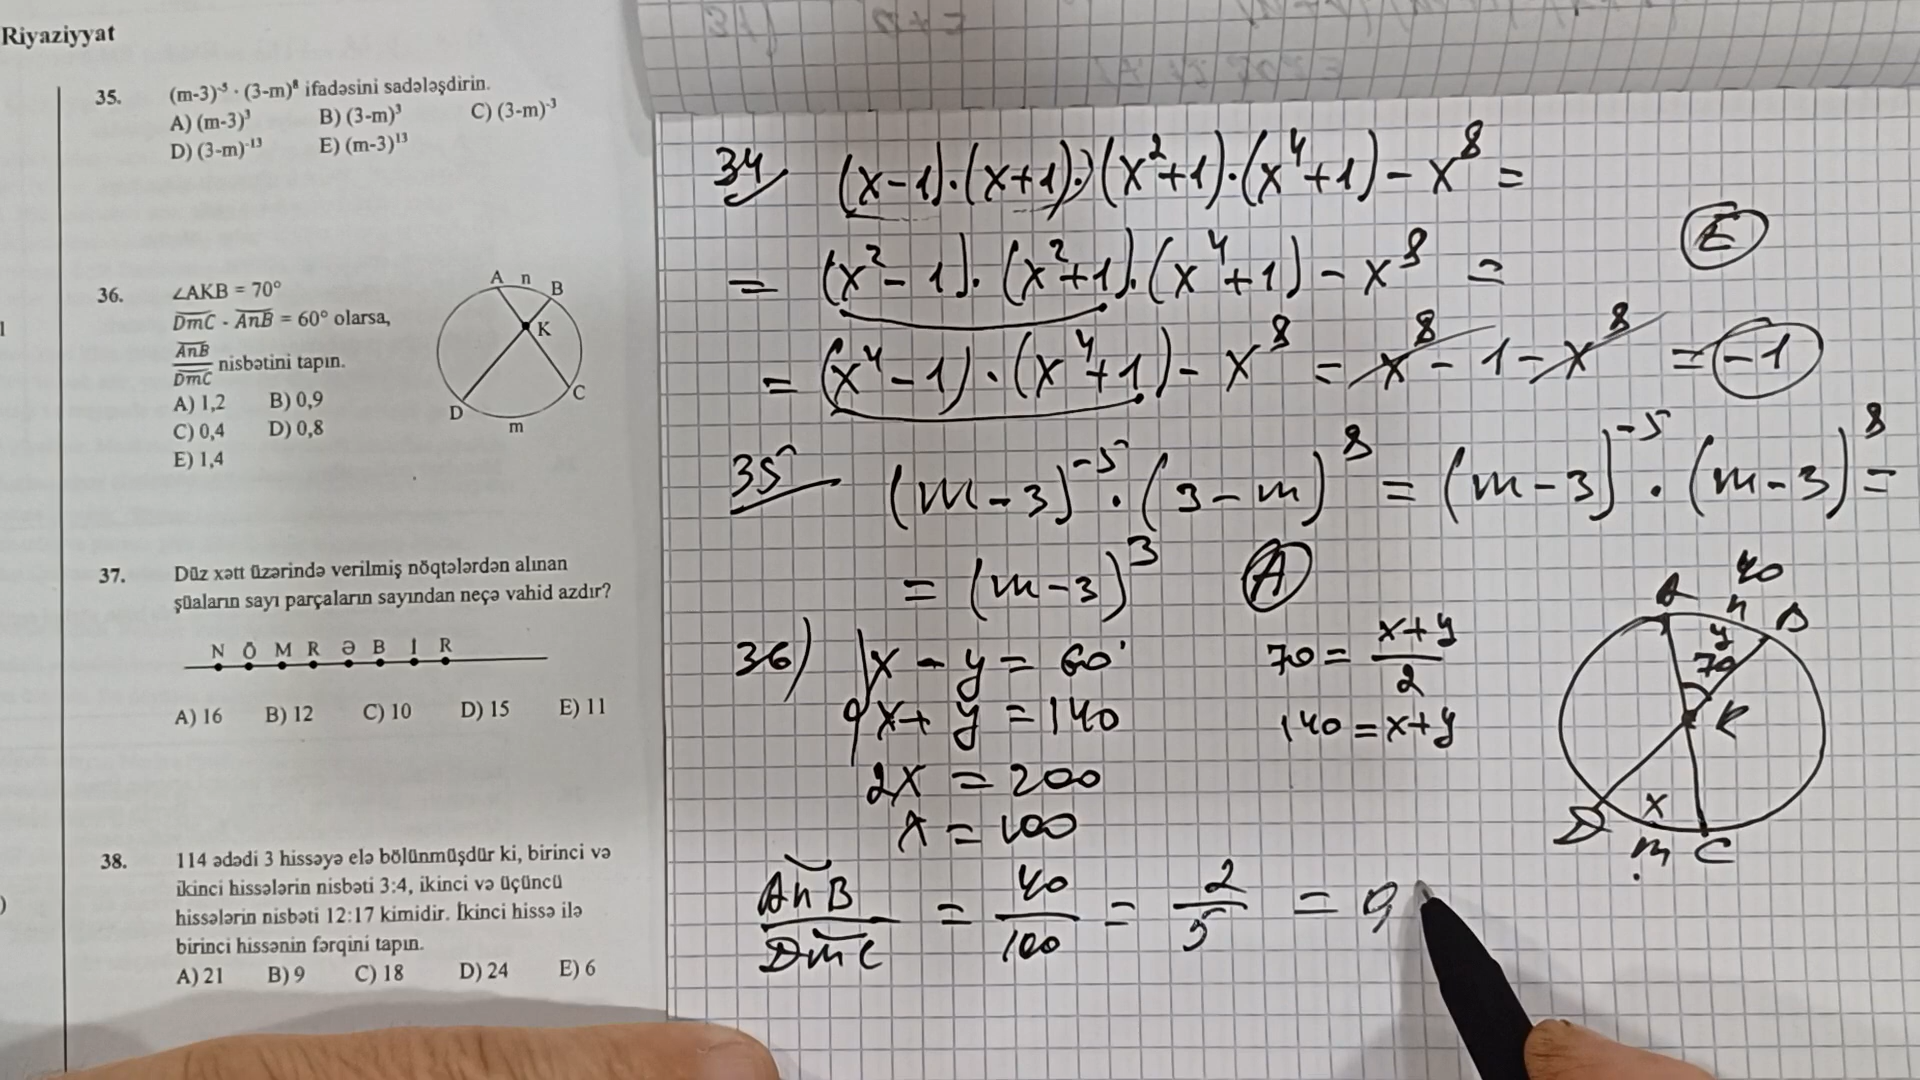 Riyaziyyat
35. (m-3)⁻⁵ · (3-m)⁸ ifadəsini sadələşdirin.
A) (m-3)³ B) (3-m)³ C) (3-m)⁻³
D) (3-m)⁻¹³ E) (m-3)¹³
36. ∠AKB = 70°
DmC - AnB = 60° olarsa,
AnB
DmC nisbətini tapın.
A) 1,2 B) 0,9
C) 0,4 D) 0,8
E) 1,4
A n B
K
D C
m
37. Düz xətt üzərində verilmiş nöqtələrdən alınan
şüaların sayı parçaların sayından neçə vahid azdır?
N Ö M R Ə B İ R
A) 16 B) 12 C) 10 D) 15 E) 11
38. 114 ədədi 3 hissəyə elə bölünmüşdür ki, birinci və
ikinci hissələrin nisbəti 3:4, ikinci və üçüncü
hissələrin nisbəti 12:17 kimidir. İkinci hissə ilə
birinci hissənin fərqini tapın.
A) 21 B) 9 C) 18 D) 24 E) 6
34 (x-1)·(x+1)·)(x²+1)·(x⁴+1) - x⁸ =
= (x²-1)·(x²+1)·(x⁴+1) - x⁸ =
E
= (x⁴-1)·(x⁴+1) - x⁸ = x⁸ - 1 - x⁸ = -1
35 (m-3)⁻⁵·(3-m)⁸ = (m-3)⁻⁵·(m-3)⁸ =
= (m-3)³ A
36) x - y = 60° 70 = x+y/2
x + y = 140 140 = x+y
2x = 200
x = 100
AnB/DmC = 40/100 = 2/5 = 0,
A n 40 B
y
70
K
x
D m C